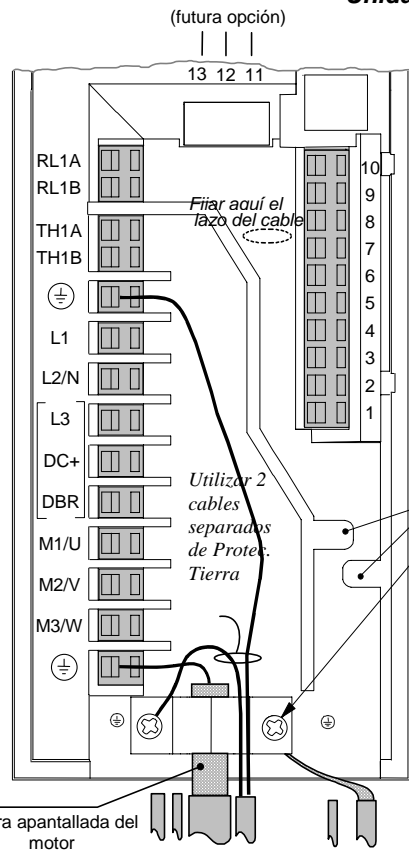 Unida
(futura opción)
13 12 11
RL1A
RL1B
TH1A
TH1B
L1
L2/N
L3
DC+
DBR
M1/U
M2/V
M3/W
Fijar aquí el
lazo del cable
10
9
8
7
6
5
4
3
2
1
Utilizar 2
cables
separados
de Protec.
Tierra
ra apantallada del
motor